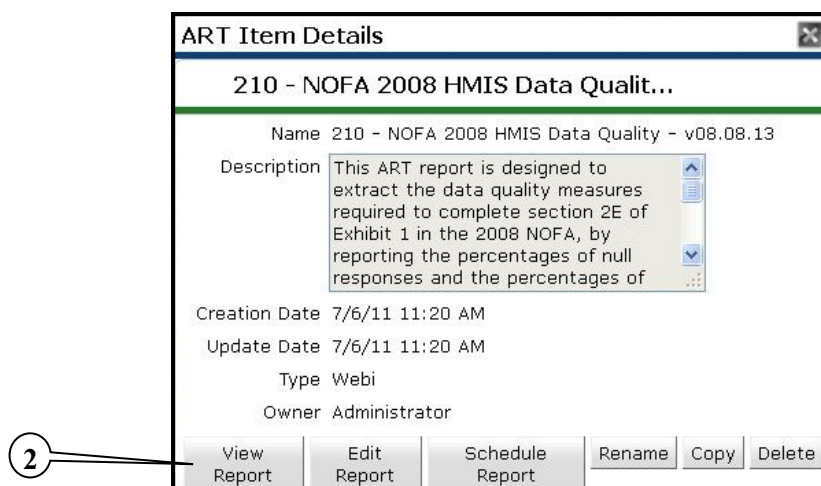 ART Item Details
210 - NOFA 2008 HMIS Data Qualit...
Name 210 - NOFA 2008 HMIS Data Quality - v08.08.13
Description This ART report is designed to
extract the data quality measures
required to complete section 2E of
Exhibit 1 in the 2008 NOFA, by
reporting the percentages of null
responses and the percentages of
Creation Date 7/6/11 11:20 AM
Update Date 7/6/11 11:20 AM
Type Webi
Owner Administrator
2
View Report
Edit Report
Schedule Report
Rename
Copy
Delete